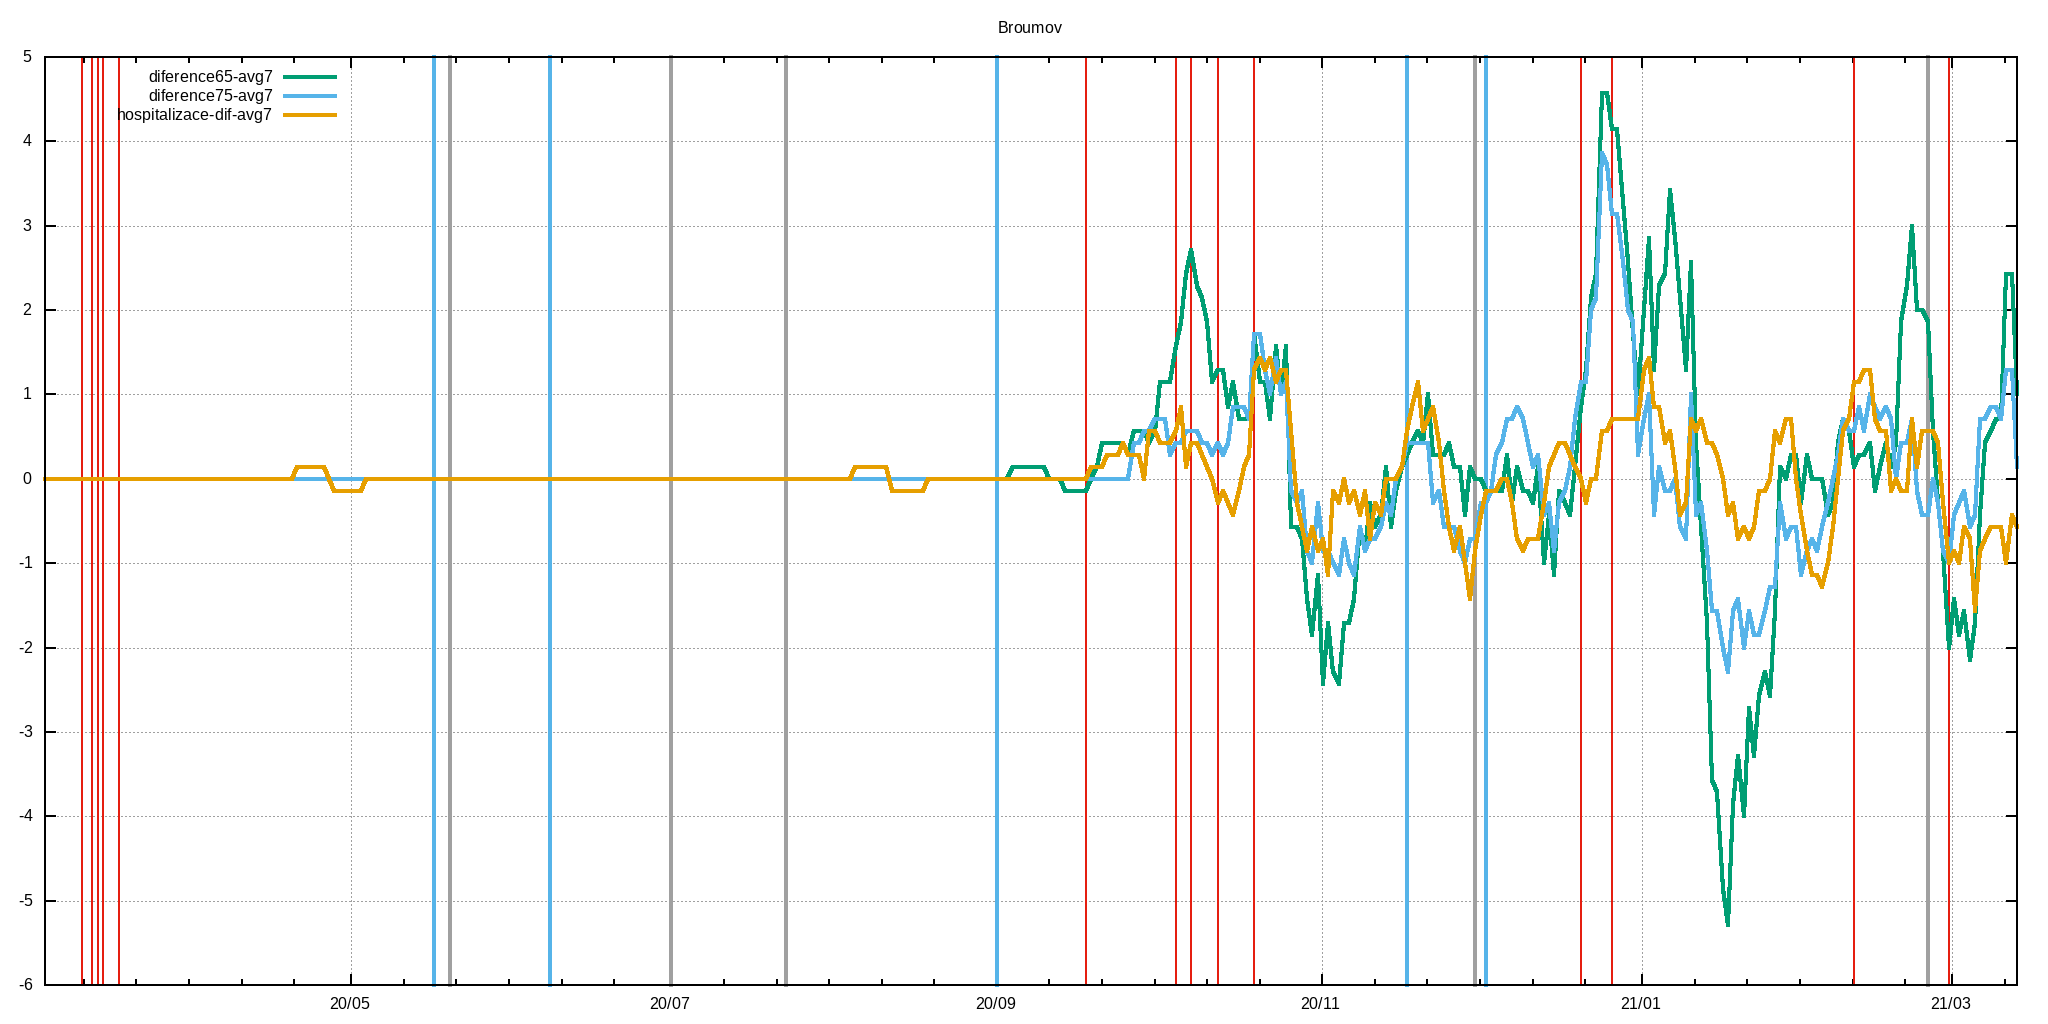 Broumov
diference65-avg7
diference75-avg7
hospitalizace-dif-avg7
5
4
3
2
1
0
-1
-2
-3
-4
-5
-6
20/05 20/07 20/09 20/11 21/01 21/03